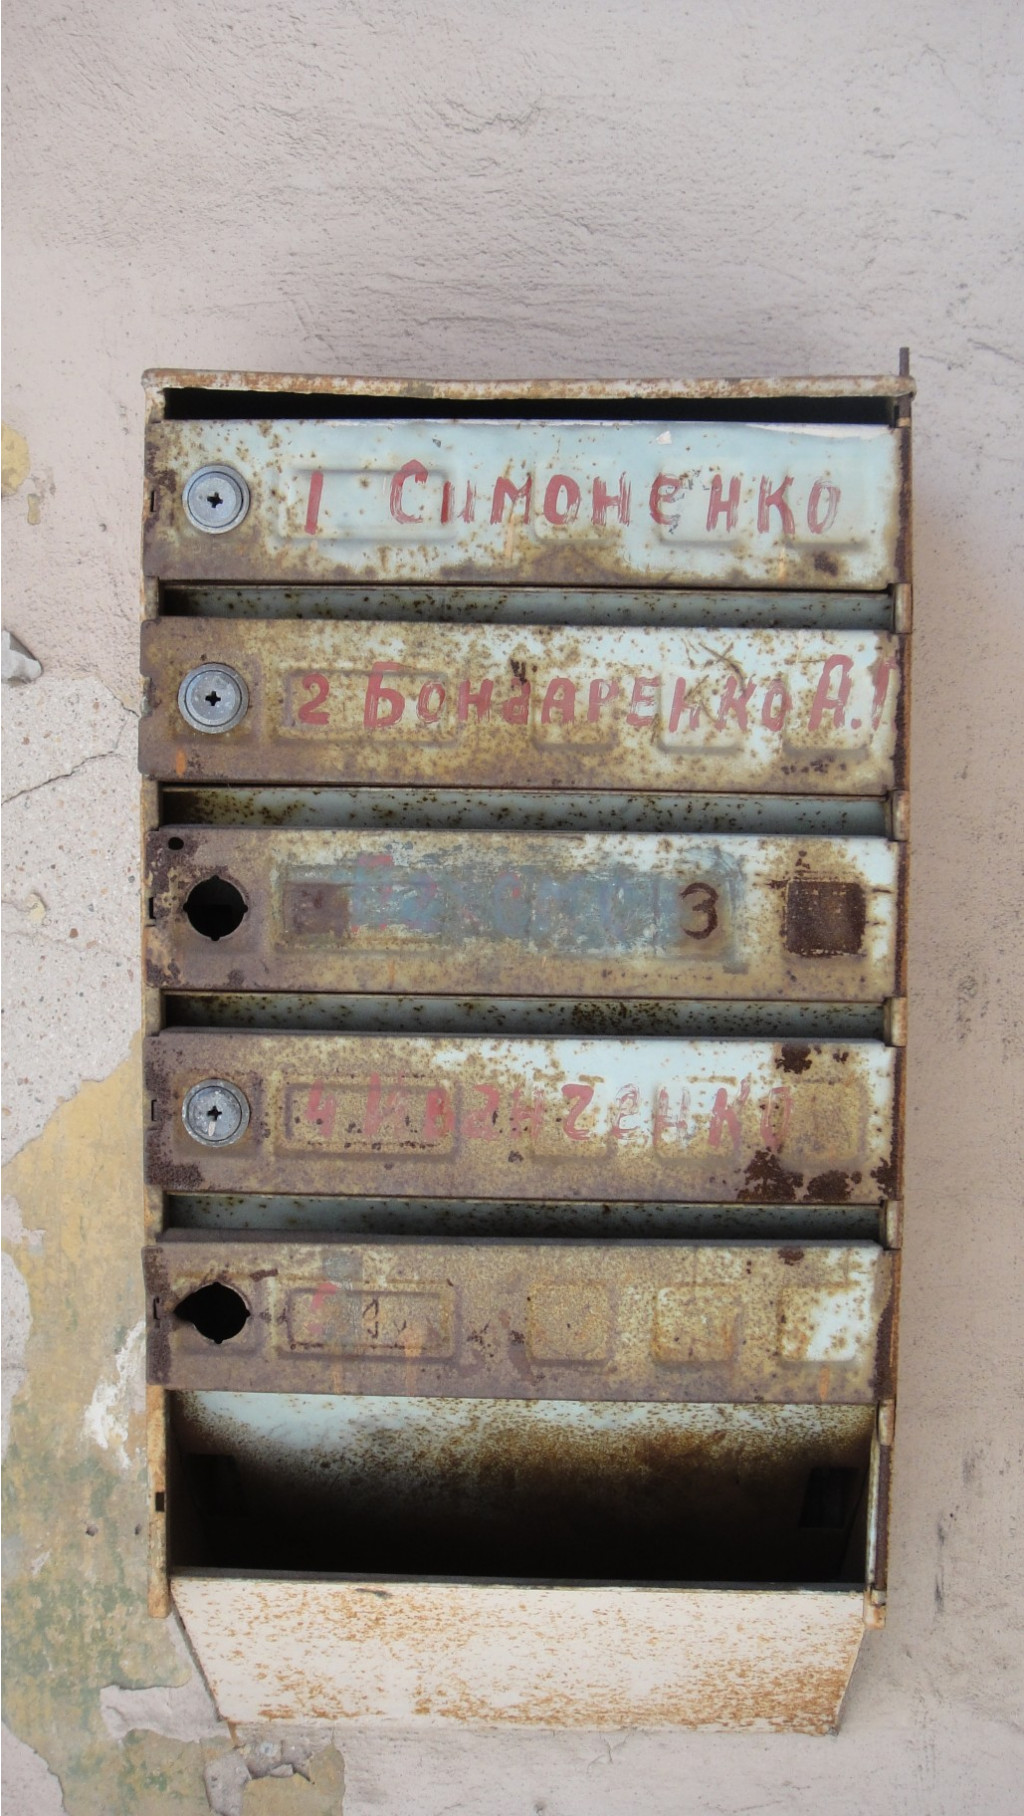 1 Симоненко
2 Бондаренко А.Г
3
4 Иванченко